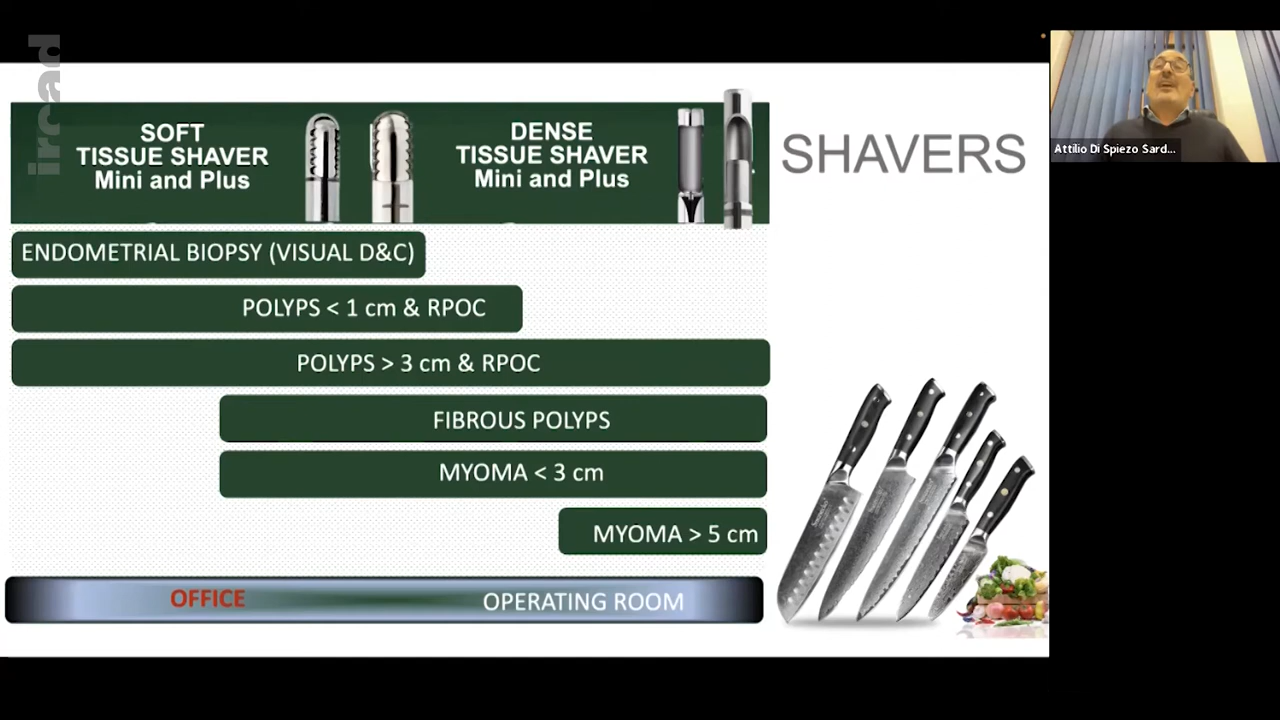 ircad
SOFT
TISSUE SHAVER
Mini and Plus
DENSE
TISSUE SHAVER
Mini and Plus
SHAVERS
ENDOMETRIAL BIOPSY (VISUAL D&C)
POLYPS < 1 cm & RPOC
POLYPS > 3 cm & RPOC
FIBROUS POLYPS
MYOMA < 3 cm
MYOMA > 5 cm
OFFICE
OPERATING ROOM
Attilio Di Spiezo Sard...